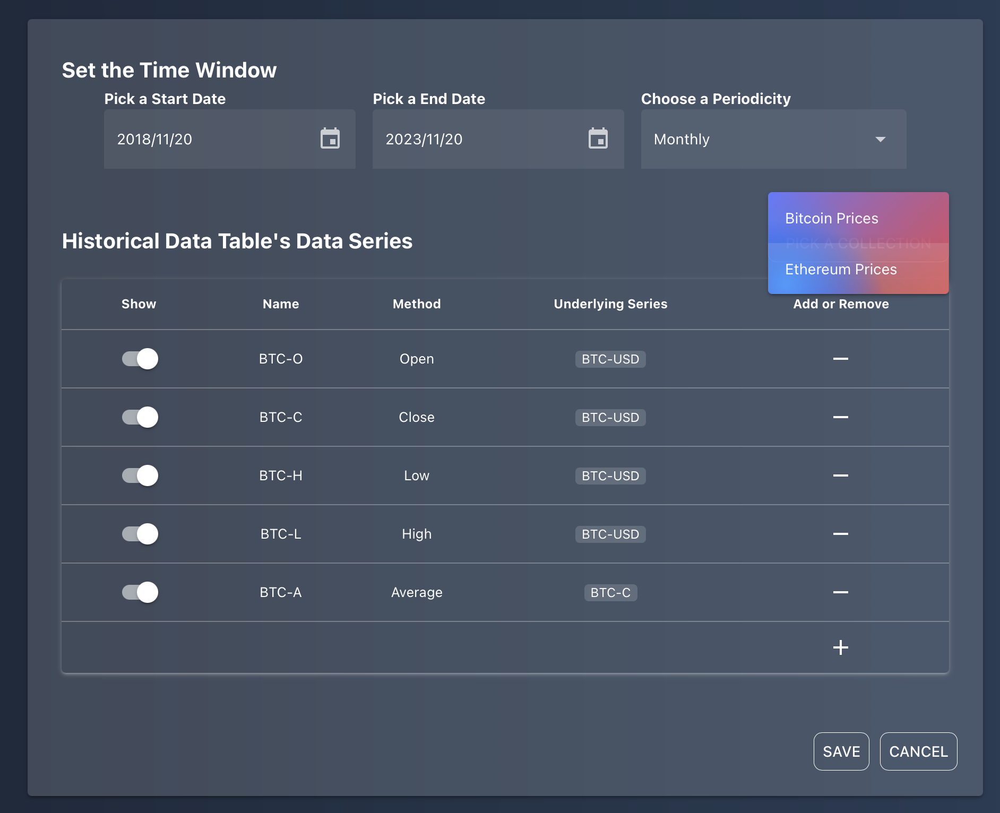 Set the Time Window
Pick a Start Date
Pick a End Date
Choose a Periodicity
2018/11/20
2023/11/20
Monthly
Bitcoin Prices
Historical Data Table's Data Series
PICK A COLLECTION
Ethereum Prices
Show Name Method Underlying Series Add or Remove
BTC-O Open BTC-USD
BTC-C Close BTC-USD
BTC-H Low BTC-USD
BTC-L High BTC-USD
BTC-A Average BTC-C
SAVE
CANCEL